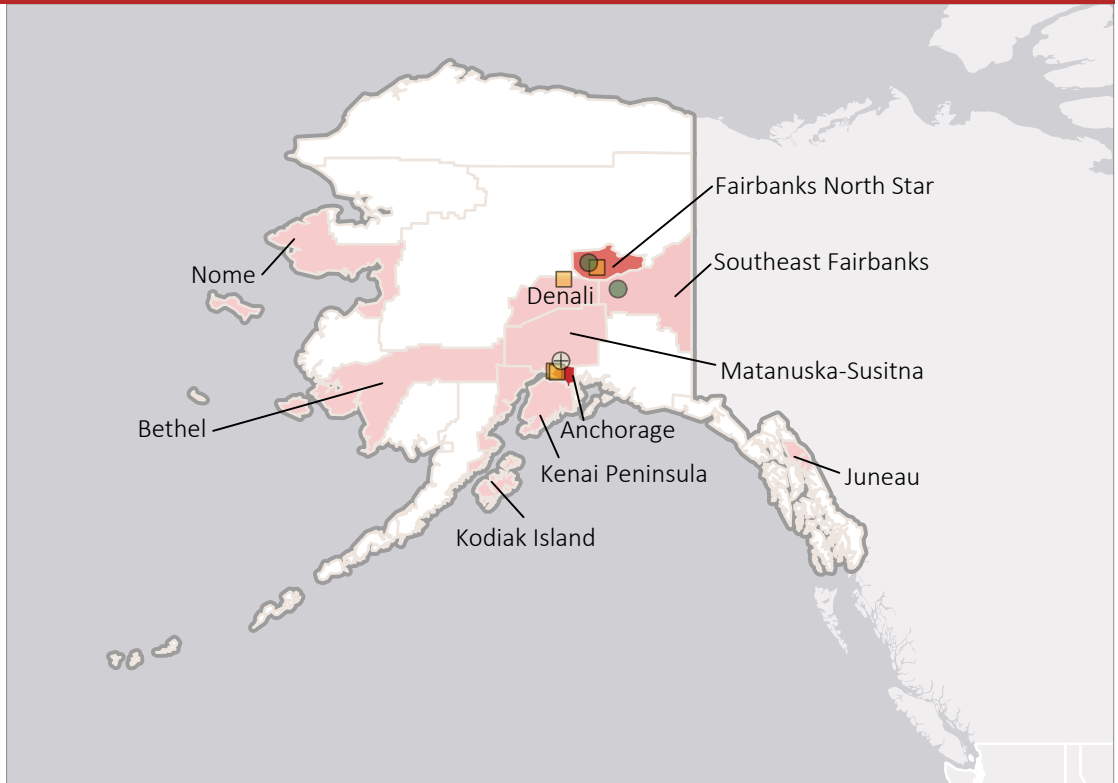 Fairbanks North Star
Southeast Fairbanks
Nome
Denali
Matanuska-Susitna
Bethel
Anchorage
Kenai Peninsula
Juneau
Kodiak Island